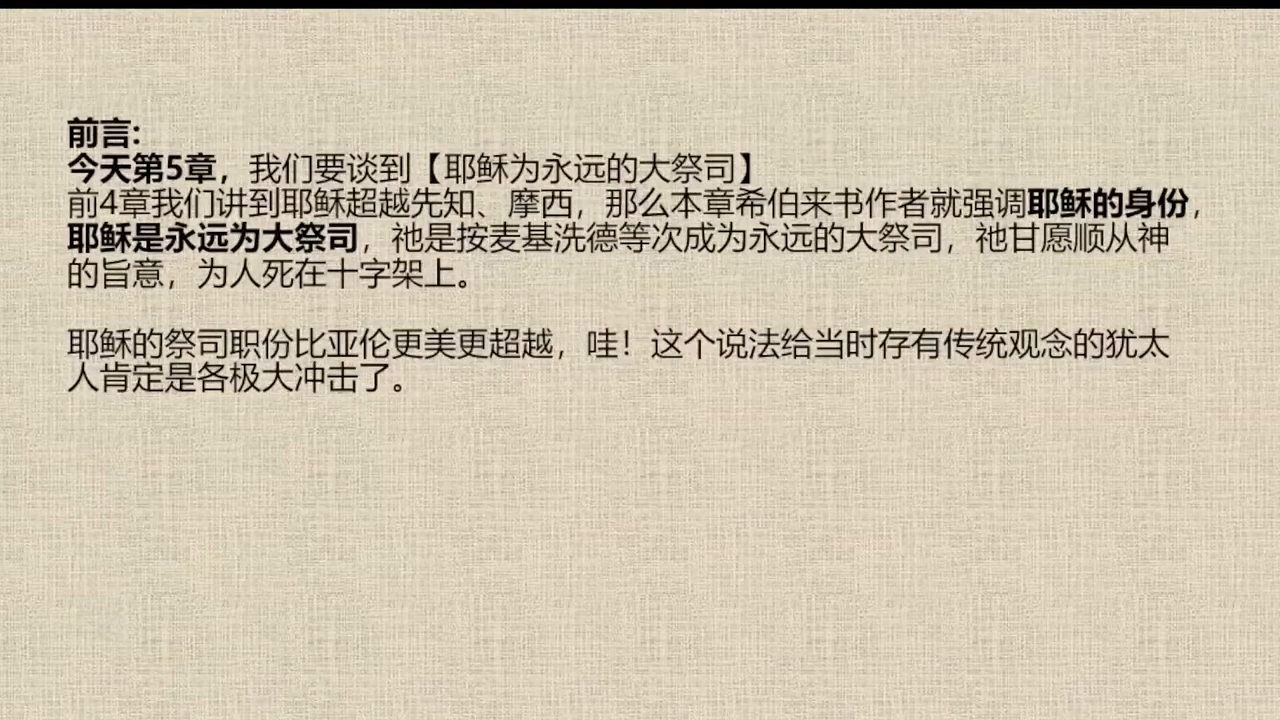 前言:
今天第5章，我们要谈到【耶稣为永远的大祭司】
前4章我们讲到耶稣超越先知、摩西，那么本章希伯来书作者就强调耶稣的身份，
耶稣是永远为大祭司，祂是按麦基洗德等次成为永远的大祭司，祂甘愿顺从神
的旨意，为人死在十字架上。
耶稣的祭司职份比亚伦更美更超越，哇！这个说法给当时存有传统观念的犹太
人肯定是各极大冲击了。